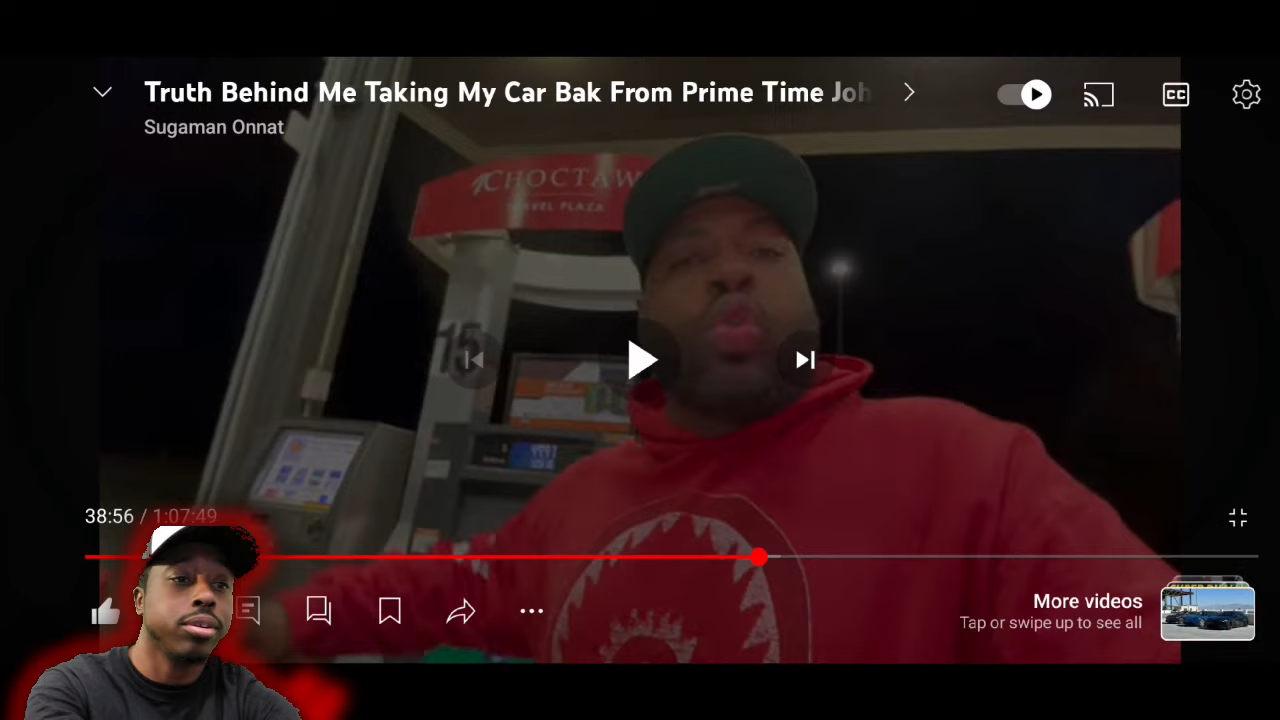 Truth Behind Me Taking My Car Bak From Prime Time Joh
Sugaman Onnat
CC
CHOCTAW
15
38:56 / 1:07:49
More videos
Tap or swipe up to see all